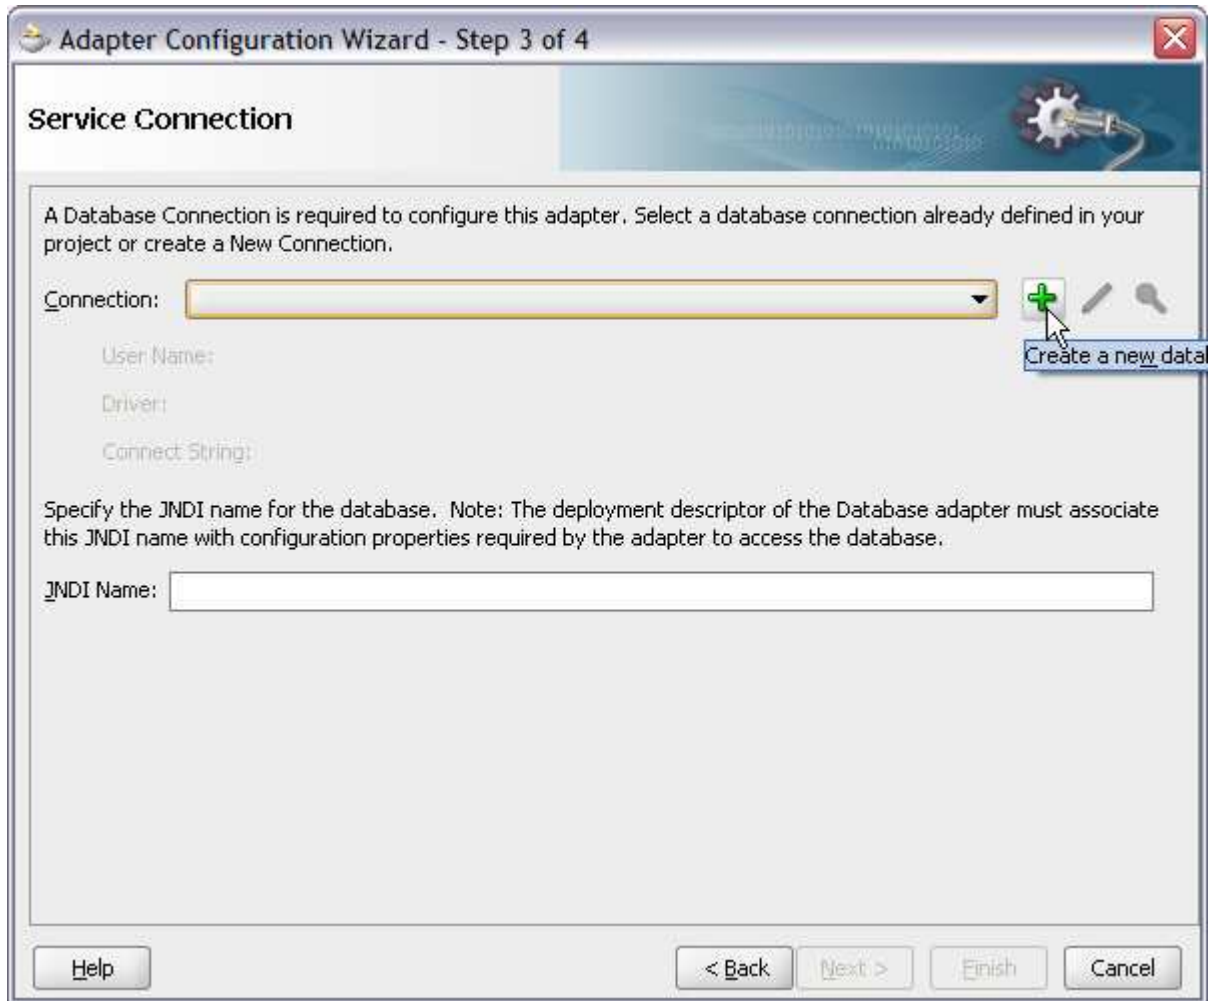 Adapter Configuration Wizard - Step 3 of 4
Service Connection
A Database Connection is required to configure this adapter. Select a database connection already defined in your
project or create a New Connection.
Connection:
Create a new datal
User Name:
Driver:
Connect String:
Specify the JNDI name for the database.  Note: The deployment descriptor of the Database adapter must associate
this JNDI name with configuration properties required by the adapter to access the database.
JNDI Name:
Help
< Back
Next >
Finish
Cancel